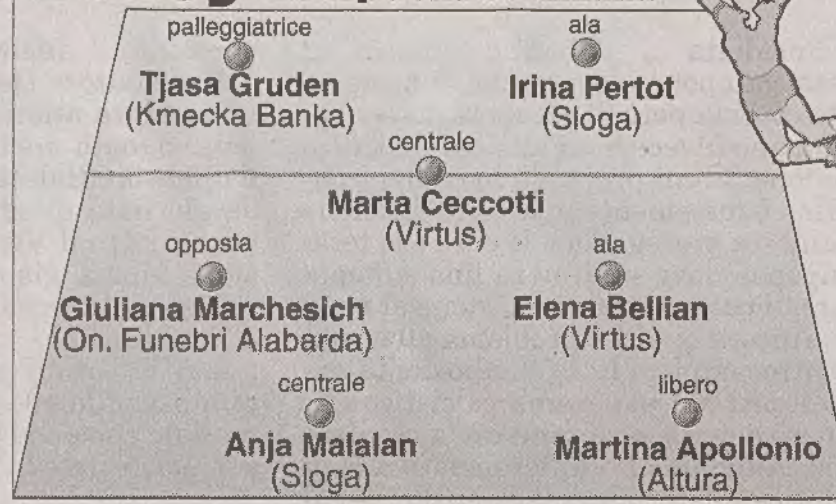 palleggiatrice
Tjasa Gruden
(Kmecka Banka)
ala
Irina Pertot
(Sloga)
centrale
Marta Ceccotti
(Virtus)
opposta
Giuliana Marchesich
(On. Funebri Alabarda)
ala
Elena Bellian
(Virtus)
centrale
Anja Malalan
(Sloga)
libero
Martina Apollonio
(Altura)